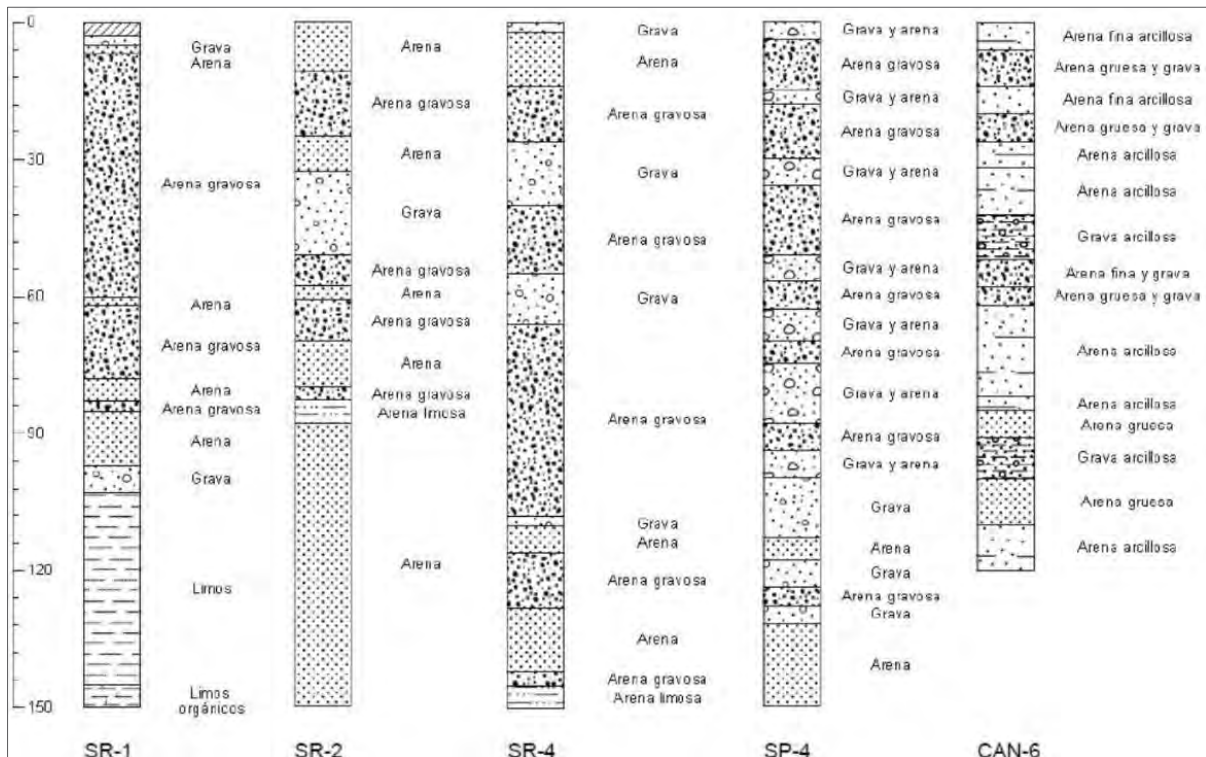 0
30
60
90
120
150
Grava
Arena
Arena gravosa
Arena
Arena gravosa
Arena
Arena gravosa
Arena
Grava
Limos
Limos
orgánicos
SR-1
Arena
Arena gravosa
Arena
Grava
Arena gravosa
Arena
Arena gravosa
Arena
Arena gravosa
Arena limosa
Arena
SR-2
Grava
Arena
Arena gravosa
Grava
Arena gravosa
Grava
Arena gravosa
Grava
Arena
Arena gravosa
Arena
Arena gravosa
Arena limosa
SR-4
Grava y arena
Arena gravosa
Grava y arena
Arena gravosa
Grava y arena
Arena gravosa
Grava y arena
Arena gravosa
Grava y arena
Arena gravosa
Grava y arena
Arena gravosa
Grava y arena
Grava
Arena
Grava
Arena gravosa
Grava
Arena
SP-4
Arena fina arcillosa
Arena gruesa y grava
Arena fina arcillosa
Arena gruesa y grava
Arena arcillosa
Arena arcillosa
Grava arcillosa
Arena fina y grava
Arena gruesa y grava
Arena arcillosa
Arena arcillosa
Arena gruesa
Grava arcillosa
Arena gruesa
Arena arcillosa
CAN-6